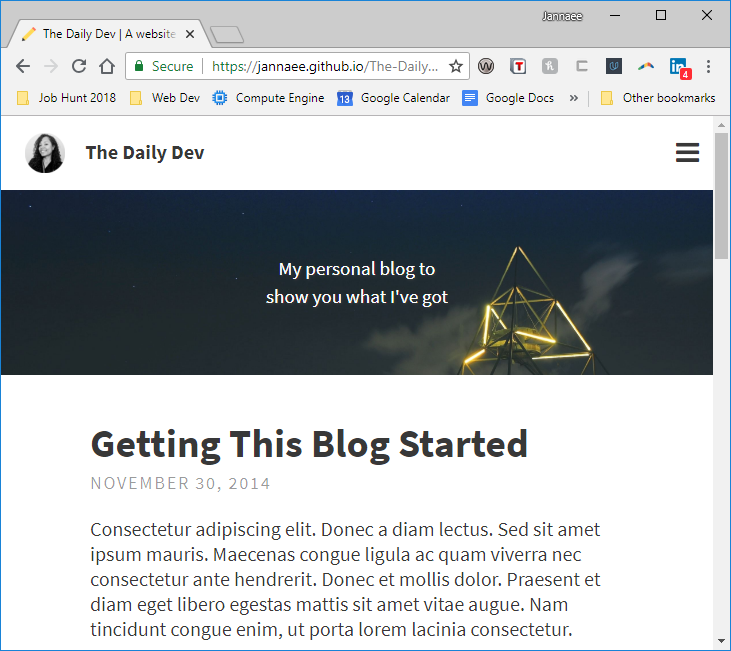 Jannaee
The Daily Dev | A website
Secure https://jannaee.github.io/The-Daily...
4
Job Hunt 2018 Web Dev Compute Engine 13 Google Calendar Google Docs » Other bookmarks
The Daily Dev
My personal blog to
show you what I've got
Getting This Blog Started
NOVEMBER 30, 2014
Consectetur adipiscing elit. Donec a diam lectus. Sed sit amet
ipsum mauris. Maecenas congue ligula ac quam viverra nec
consectetur ante hendrerit. Donec et mollis dolor. Praesent et
diam eget libero egestas mattis sit amet vitae augue. Nam
tincidunt congue enim, ut porta lorem lacinia consectetur.